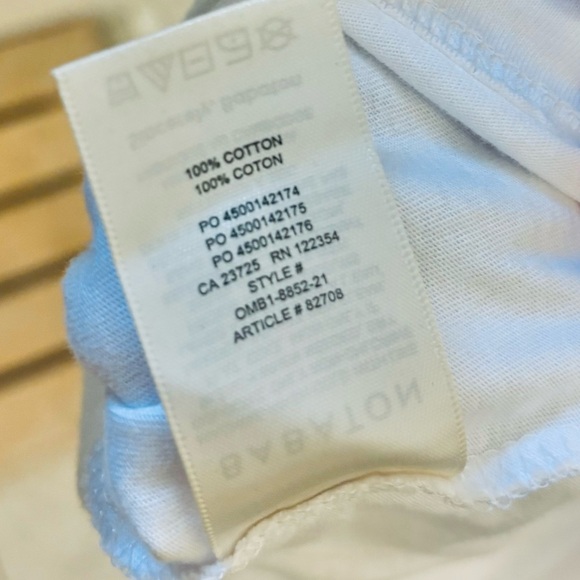 100% COTTON
100% COTON
PO 4500142174
PO 4500142175
PO 4500142176
CA 23725 RN 122354
STYLE #
OMB1-8852-21
ARTICLE # 82708
BABATON